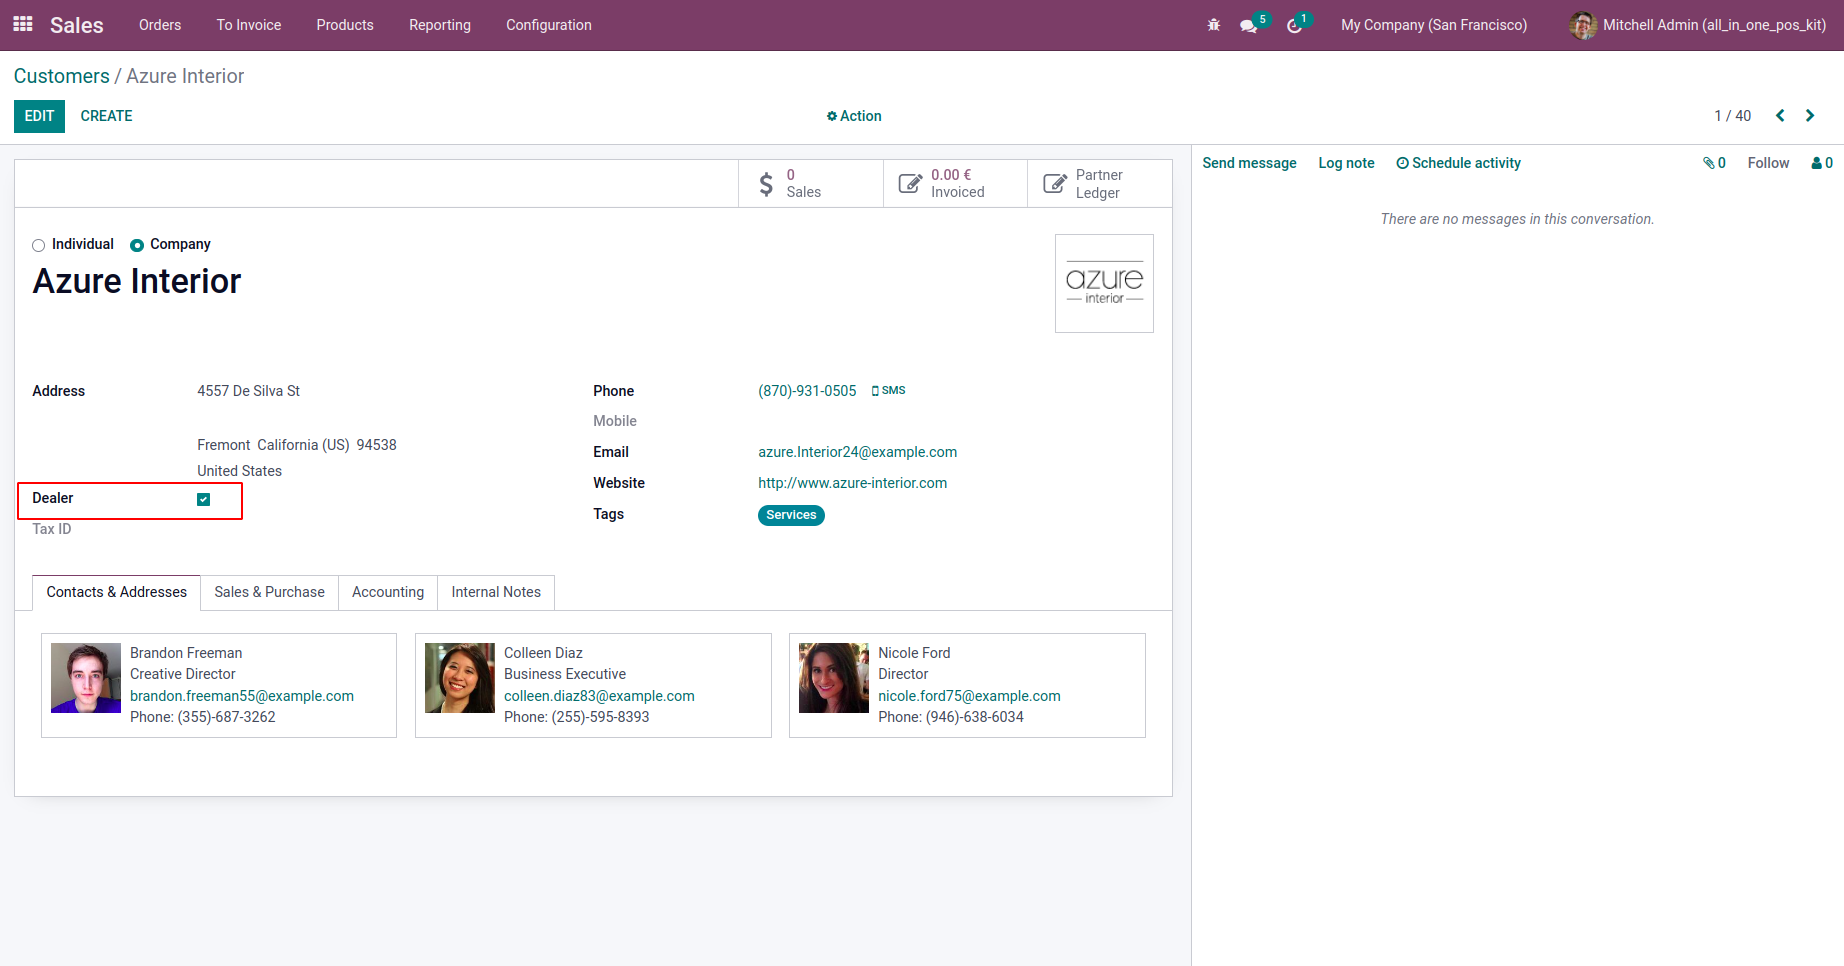 Sales Orders To Invoice Products Reporting Configuration 5 1 My Company (San Francisco) Mitchell Admin (all_in_one_pos_kit)
Customers / Azure Interior
EDIT CREATE Action 1 / 40
Send message Log note Schedule activity 0 Follow 0
0
Sales
0.00 €
Invoiced
Partner
Ledger
There are no messages in this conversation.
Individual Company
Azure Interior
azure
interior
Address 4557 De Silva St
Fremont California (US) 94538
United States
Dealer
Tax ID
Phone (870)-931-0505 SMS
Mobile
Email azure.Interior24@example.com
Website http://www.azure-interior.com
Tags Services
Contacts & Addresses Sales & Purchase Accounting Internal Notes
Brandon Freeman
Creative Director
brandon.freeman55@example.com
Phone: (355)-687-3262
Colleen Diaz
Business Executive
colleen.diaz83@example.com
Phone: (255)-595-8393
Nicole Ford
Director
nicole.ford75@example.com
Phone: (946)-638-6034